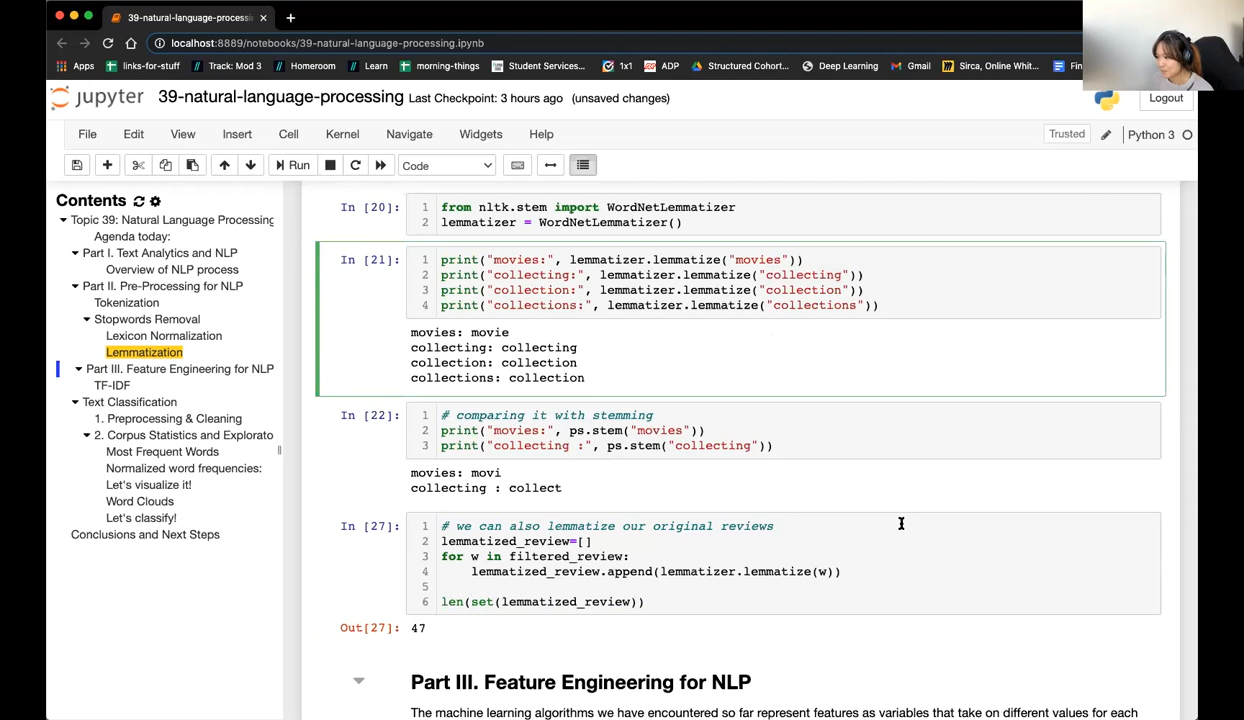 39-natural-language-processi
localhost:8889/notebooks/39-natural-language-processing.ipynb
Apps links-for-stuff Track: Mod 3 Homeroom Learn morning-things Student Services... 1x1 ADP Structured Cohort... Deep Learning Gmail Sirca, Online Whit... Fin
jupyter 39-natural-language-processing Last Checkpoint: 3 hours ago (unsaved changes) Logout
File Edit View Insert Cell Kernel Navigate Widgets Help Trusted Python 3
Run Code
Contents
Topic 39: Natural Language Processing
Agenda today:
Part I. Text Analytics and NLP
Overview of NLP process
Part II. Pre-Processing for NLP
Tokenization
Stopwords Removal
Lexicon Normalization
Lemmatization
Part III. Feature Engineering for NLP
TF-IDF
Text Classification
1. Preprocessing & Cleaning
2. Corpus Statistics and Explorato
Most Frequent Words
Normalized word frequencies:
Let's visualize it!
Word Clouds
Let's classify!
Conclusions and Next Steps
In [20]: 1 from nltk.stem import WordNetLemmatizer
2 lemmatizer = WordNetLemmatizer()
In [21]: 1 print("movies:", lemmatizer.lemmatize("movies"))
2 print("collecting:", lemmatizer.lemmatize("collecting"))
3 print("collection:", lemmatizer.lemmatize("collection"))
4 print("collections:", lemmatizer.lemmatize("collections"))
movies: movie
collecting: collecting
collection: collection
collections: collection
In [22]: 1 # comparing it with stemming
2 print("movies:", ps.stem("movies"))
3 print("collecting :", ps.stem("collecting"))
movies: movi
collecting : collect
In [27]: 1 # we can also lemmatize our original reviews
2 lemmatized_review=[]
3 for w in filtered_review:
4 lemmatized_review.append(lemmatizer.lemmatize(w))
5
6 len(set(lemmatized_review))
Out[27]: 47
Part III. Feature Engineering for NLP
The machine learning algorithms we have encountered so far represent features as variables that take on different values for each